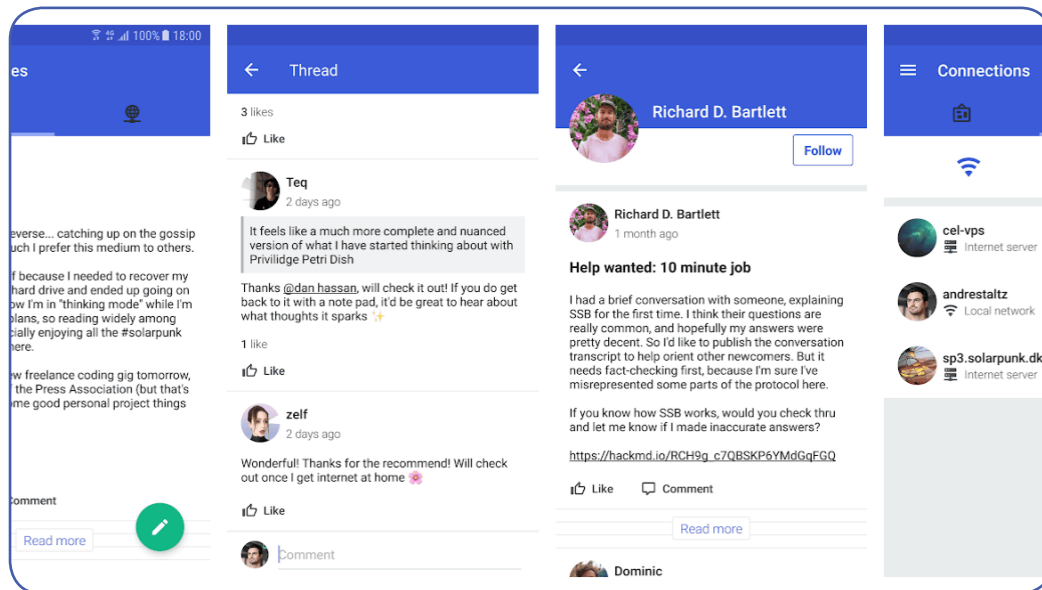 100% 18:00
es
everse... catching up on the gossip
uch I prefer this medium to others.
f because I needed to recover my
hard drive and ended up going on
ow I'm in "thinking mode" while I'm
plans, so reading widely among
cially enjoying all the #solarpunk
here.
ew freelance coding gig tomorrow,
the Press Association (but that's
ome good personal project things
Comment
Read more
Thread
3 likes
Like
Teq
2 days ago
It feels like a much more complete and nuanced
version of what I have started thinking about with
Privilidge Petri Dish
Thanks @dan hassan, will check it out! If you do get
back to it with a note pad, it'd be great to hear about
what thoughts it sparks ✨
1 like
Like
zelf
2 days ago
Wonderful! Thanks for the recommend! Will check
out once I get internet at home 🌸
Like
Comment
Richard D. Bartlett
Follow
Richard D. Bartlett
1 month ago
Help wanted: 10 minute job
I had a brief conversation with someone, explaining
SSB for the first time. I think their questions are
really common, and hopefully my answers were
pretty decent. So I'd like to publish the conversation
transcript to help orient other newcomers. But it
needs fact-checking first, because I'm sure I've
misrepresented some parts of the protocol here.
If you know how SSB works, would you check thru
and let me know if I made inaccurate answers?
https://hackmd.io/RCH9g_c7QBSKP6YMdGqFGQ
Like Comment
Read more
Dominic
Connections
cel-vps
Internet server
andrestaltz
Local network
sp3.solarpunk.dk
Internet server